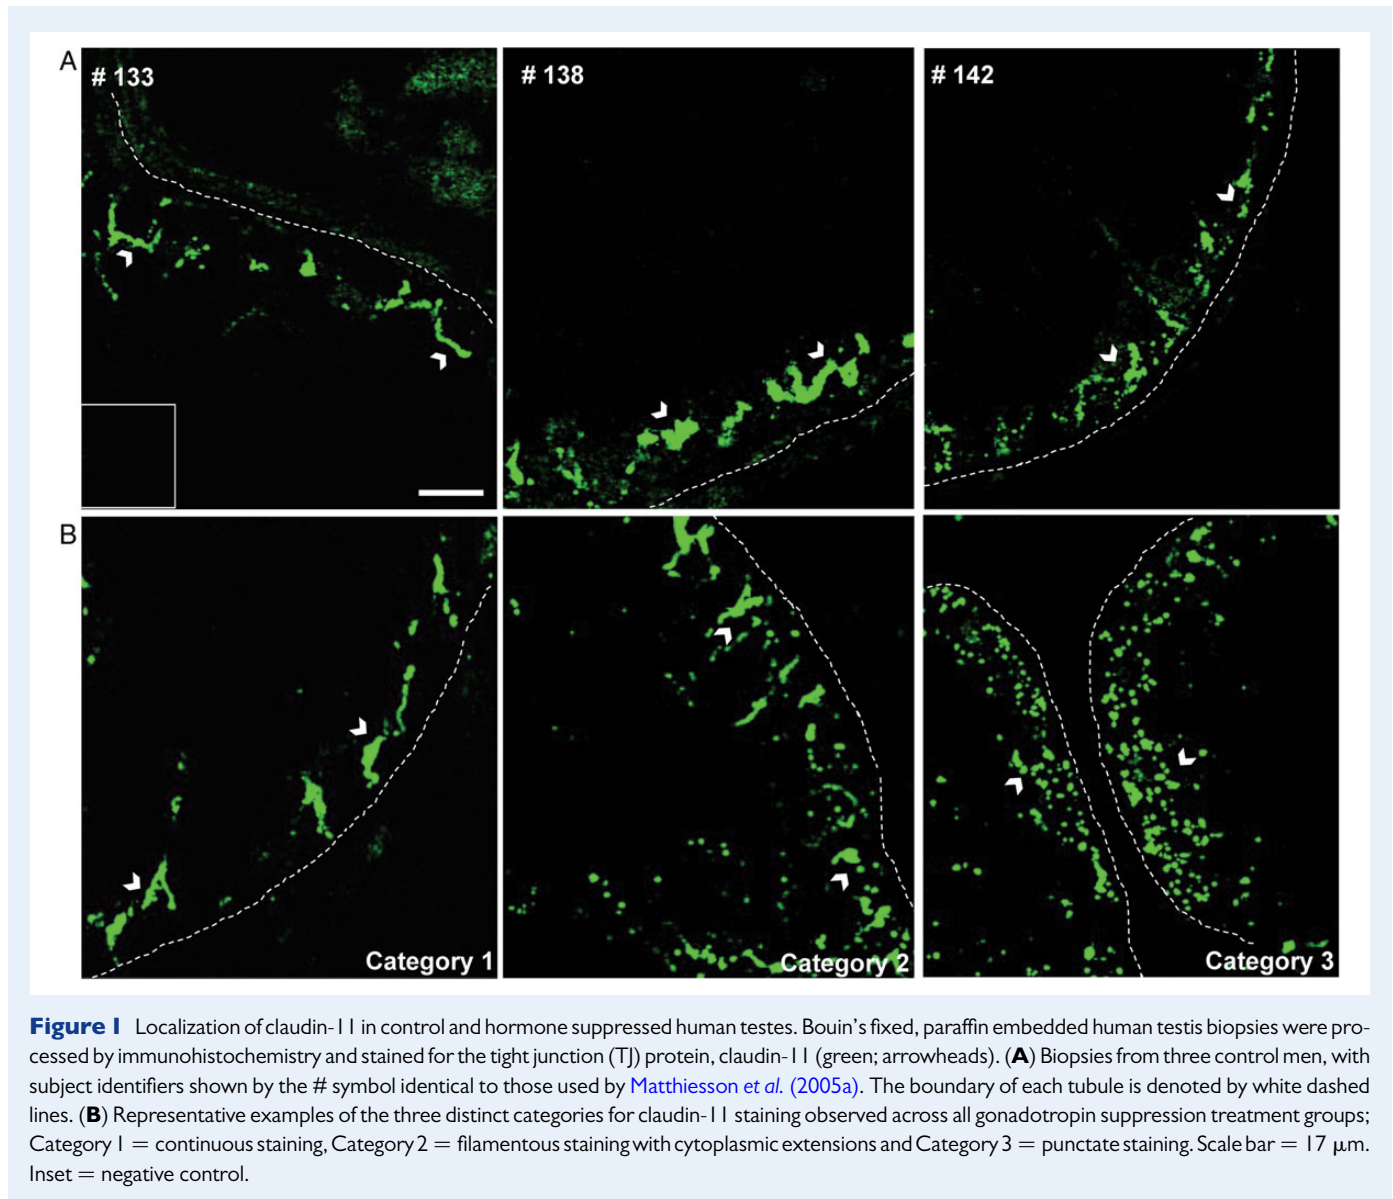 A
# 133
# 138
# 142
B
Category 1
Category 2
Category 3
Figure 1 Localization of claudin-11 in control and hormone suppressed human testes. Bouin's fixed, paraffin embedded human testis biopsies were pro-
cessed by immunohistochemistry and stained for the tight junction (TJ) protein, claudin-11 (green; arrowheads). (A) Biopsies from three control men, with
subject identifiers shown by the # symbol identical to those used by Matthiesson et al. (2005a). The boundary of each tubule is denoted by white dashed
lines. (B) Representative examples of the three distinct categories for claudin-11 staining observed across all gonadotropin suppression treatment groups;
Category 1 = continuous staining, Category 2 = filamentous staining with cytoplasmic extensions and Category 3 = punctate staining. Scale bar = 17 μm.
Inset = negative control.